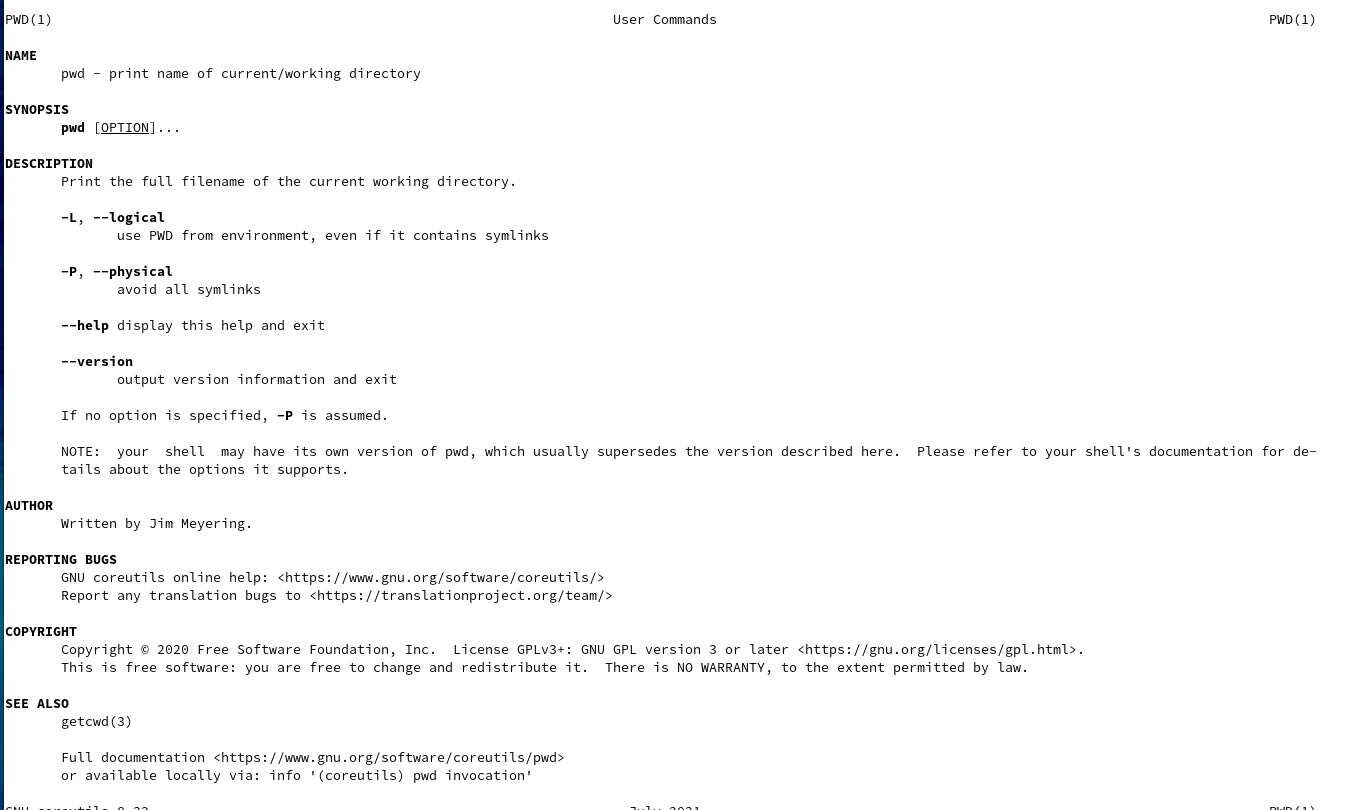 PWD(1) User Commands PWD(1)
NAME
pwd - print name of current/working directory
SYNOPSIS
pwd [OPTION]...
DESCRIPTION
Print the full filename of the current working directory.
-L, --logical
use PWD from environment, even if it contains symlinks
-P, --physical
avoid all symlinks
--help display this help and exit
--version
output version information and exit
If no option is specified, -P is assumed.
NOTE:  your  shell  may have its own version of pwd, which usually supersedes the version described here.  Please refer to your shell's documentation for de-
tails about the options it supports.
AUTHOR
Written by Jim Meyering.
REPORTING BUGS
GNU coreutils online help: <https://www.gnu.org/software/coreutils/>
Report any translation bugs to <https://translationproject.org/team/>
COPYRIGHT
Copyright © 2020 Free Software Foundation, Inc.  License GPLv3+: GNU GPL version 3 or later <https://gnu.org/licenses/gpl.html>.
This is free software: you are free to change and redistribute it.  There is NO WARRANTY, to the extent permitted by law.
SEE ALSO
getcwd(3)
Full documentation <https://www.gnu.org/software/coreutils/pwd>
or available locally via: info '(coreutils) pwd invocation'
GNU coreutils July 2021 PWD(1)